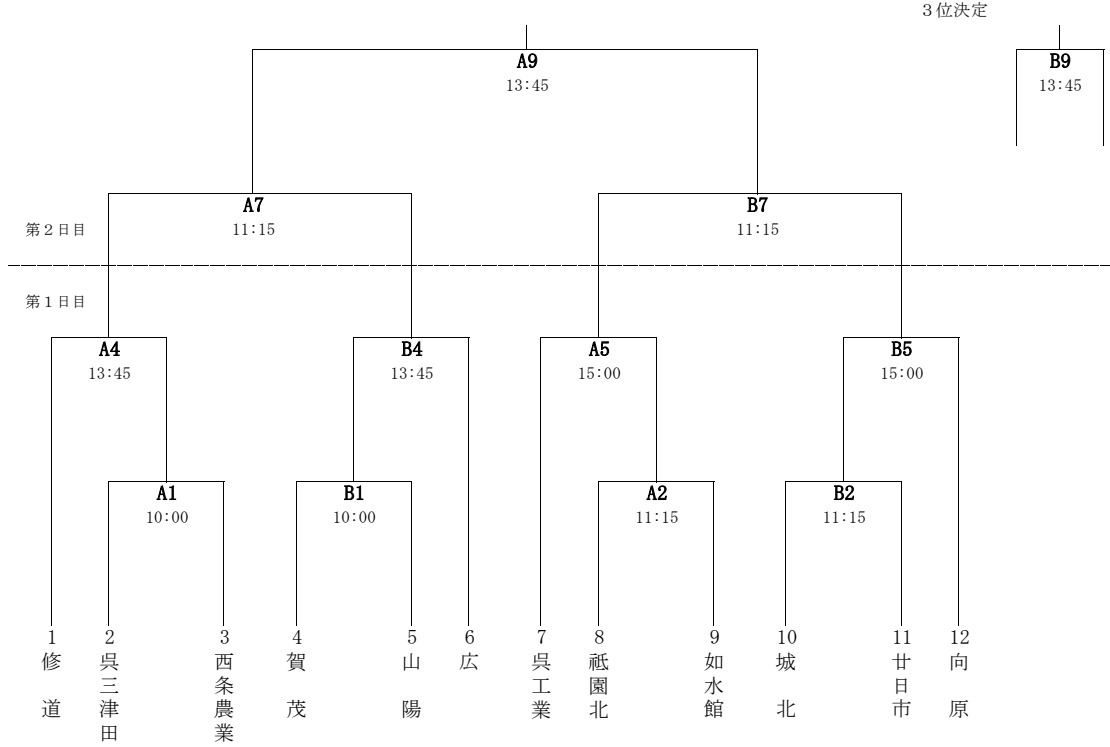 ３位決定
A9
13:45
B9
13:45
A7
11:15
B7
11:15
第２日目
第１日目
A4
13:45
B4
13:45
A5
15:00
B5
15:00
A1
10:00
B1
10:00
A2
11:15
B2
11:15
1
修道
2
呉三津田
3
西条農業
4
賀茂
5
山陽
6
広
7
呉工業
8
祗園北
9
如水館
10
城北
11
廿日市
12
向原